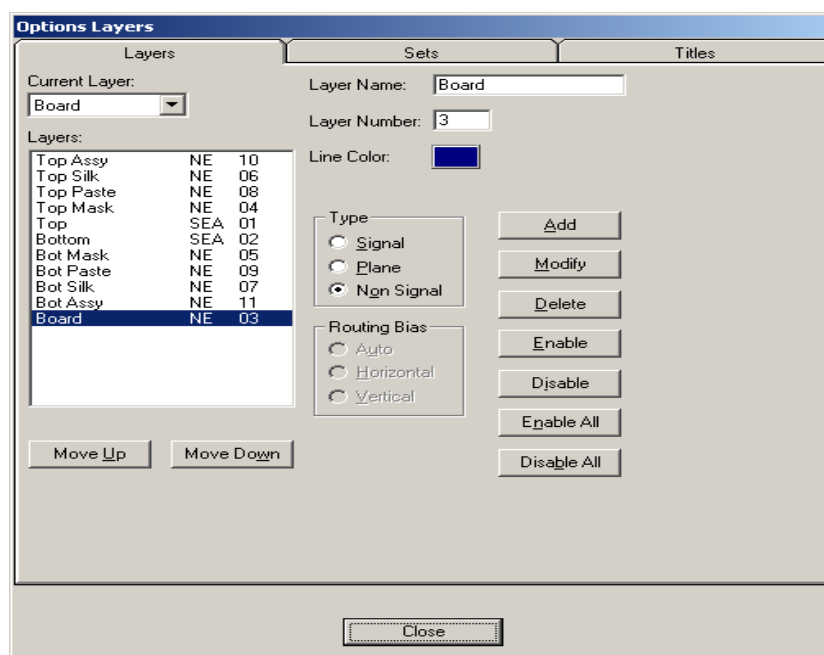 Options Layers
Layers Sets Titles
Current Layer:
Board
Layers:
Top Assy NE 10
Top Silk NE 06
Top Paste NE 08
Top Mask NE 04
Top SEA 01
Bottom SEA 02
Bot Mask NE 05
Bot Paste NE 09
Bot Silk NE 07
Bot Assy NE 11
Board NE 03
Move Up Move Down
Layer Name: Board
Layer Number: 3
Line Color:
Type
Signal
Plane
Non Signal
Routing Bias
Auto
Horizontal
Vertical
Add
Modify
Delete
Enable
Disable
Enable All
Disable All
Close